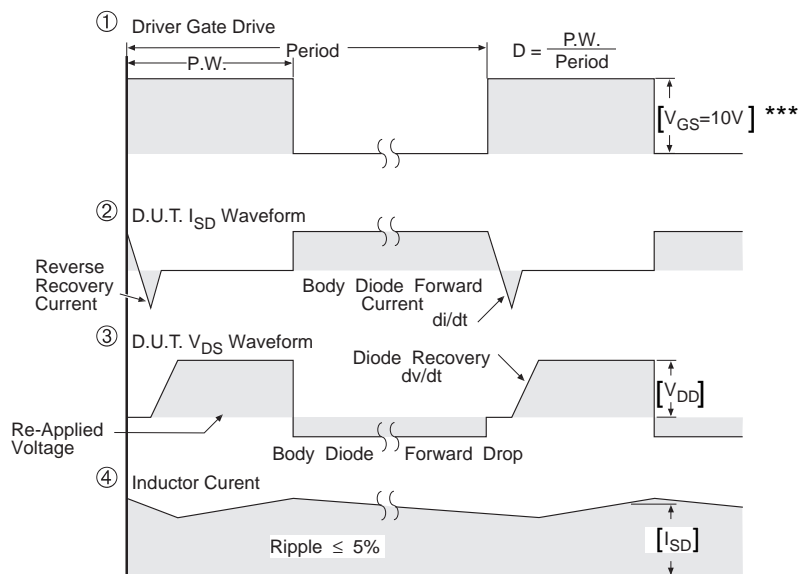 ① Driver Gate Drive
Period
P.W.
D = P.W. / Period
[VGS=10V] ***
② D.U.T. ISD Waveform
Reverse
Recovery
Current
Body Diode Forward
Current
di/dt
③ D.U.T. VDS Waveform
Diode Recovery
dv/dt
[VDD]
Re-Applied
Voltage
Body Diode Forward Drop
④ Inductor Curent
Ripple ≤ 5%
[ISD]